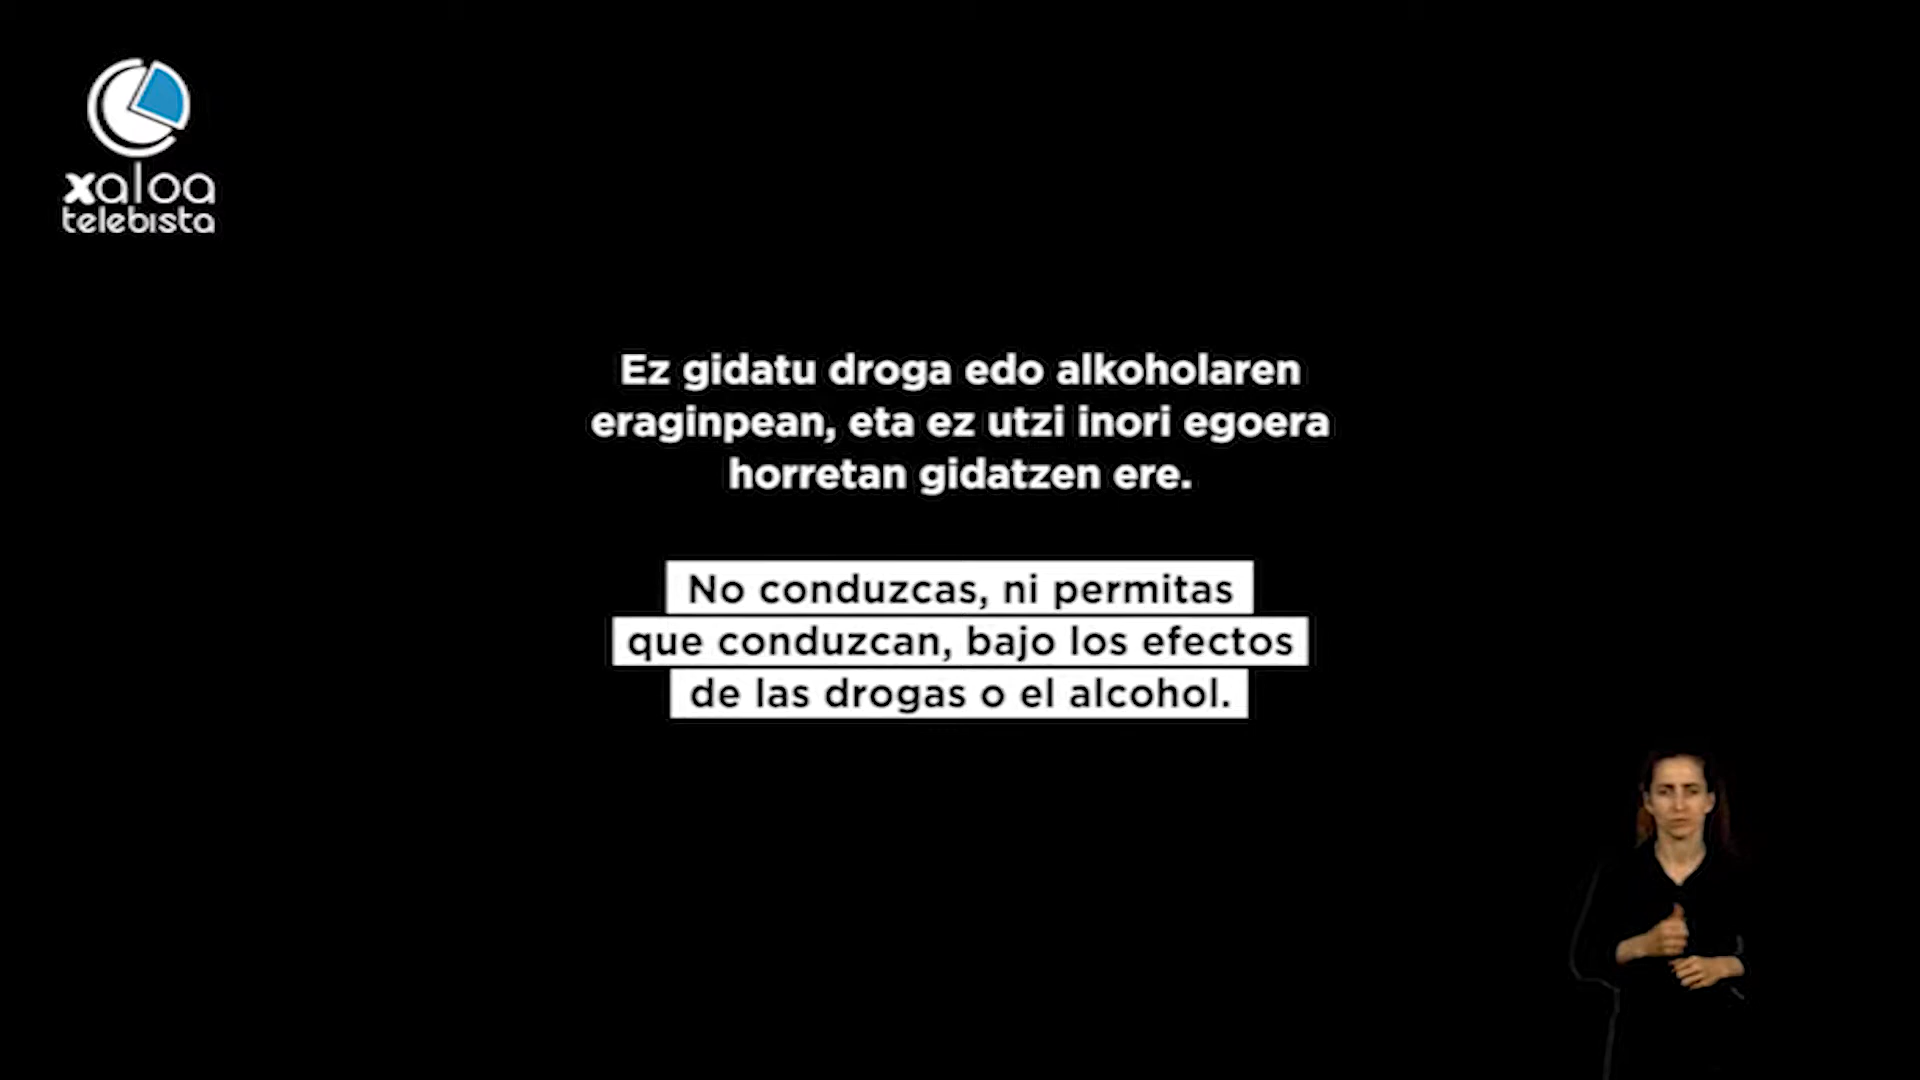 xaloa
telebista
Ez gidatu droga edo alkoholaren
eraginpean, eta ez utzi inori egoera
horretan gidatzen ere.
No conduzcas, ni permitas
que conduzcan, bajo los efectos
de las drogas o el alcohol.